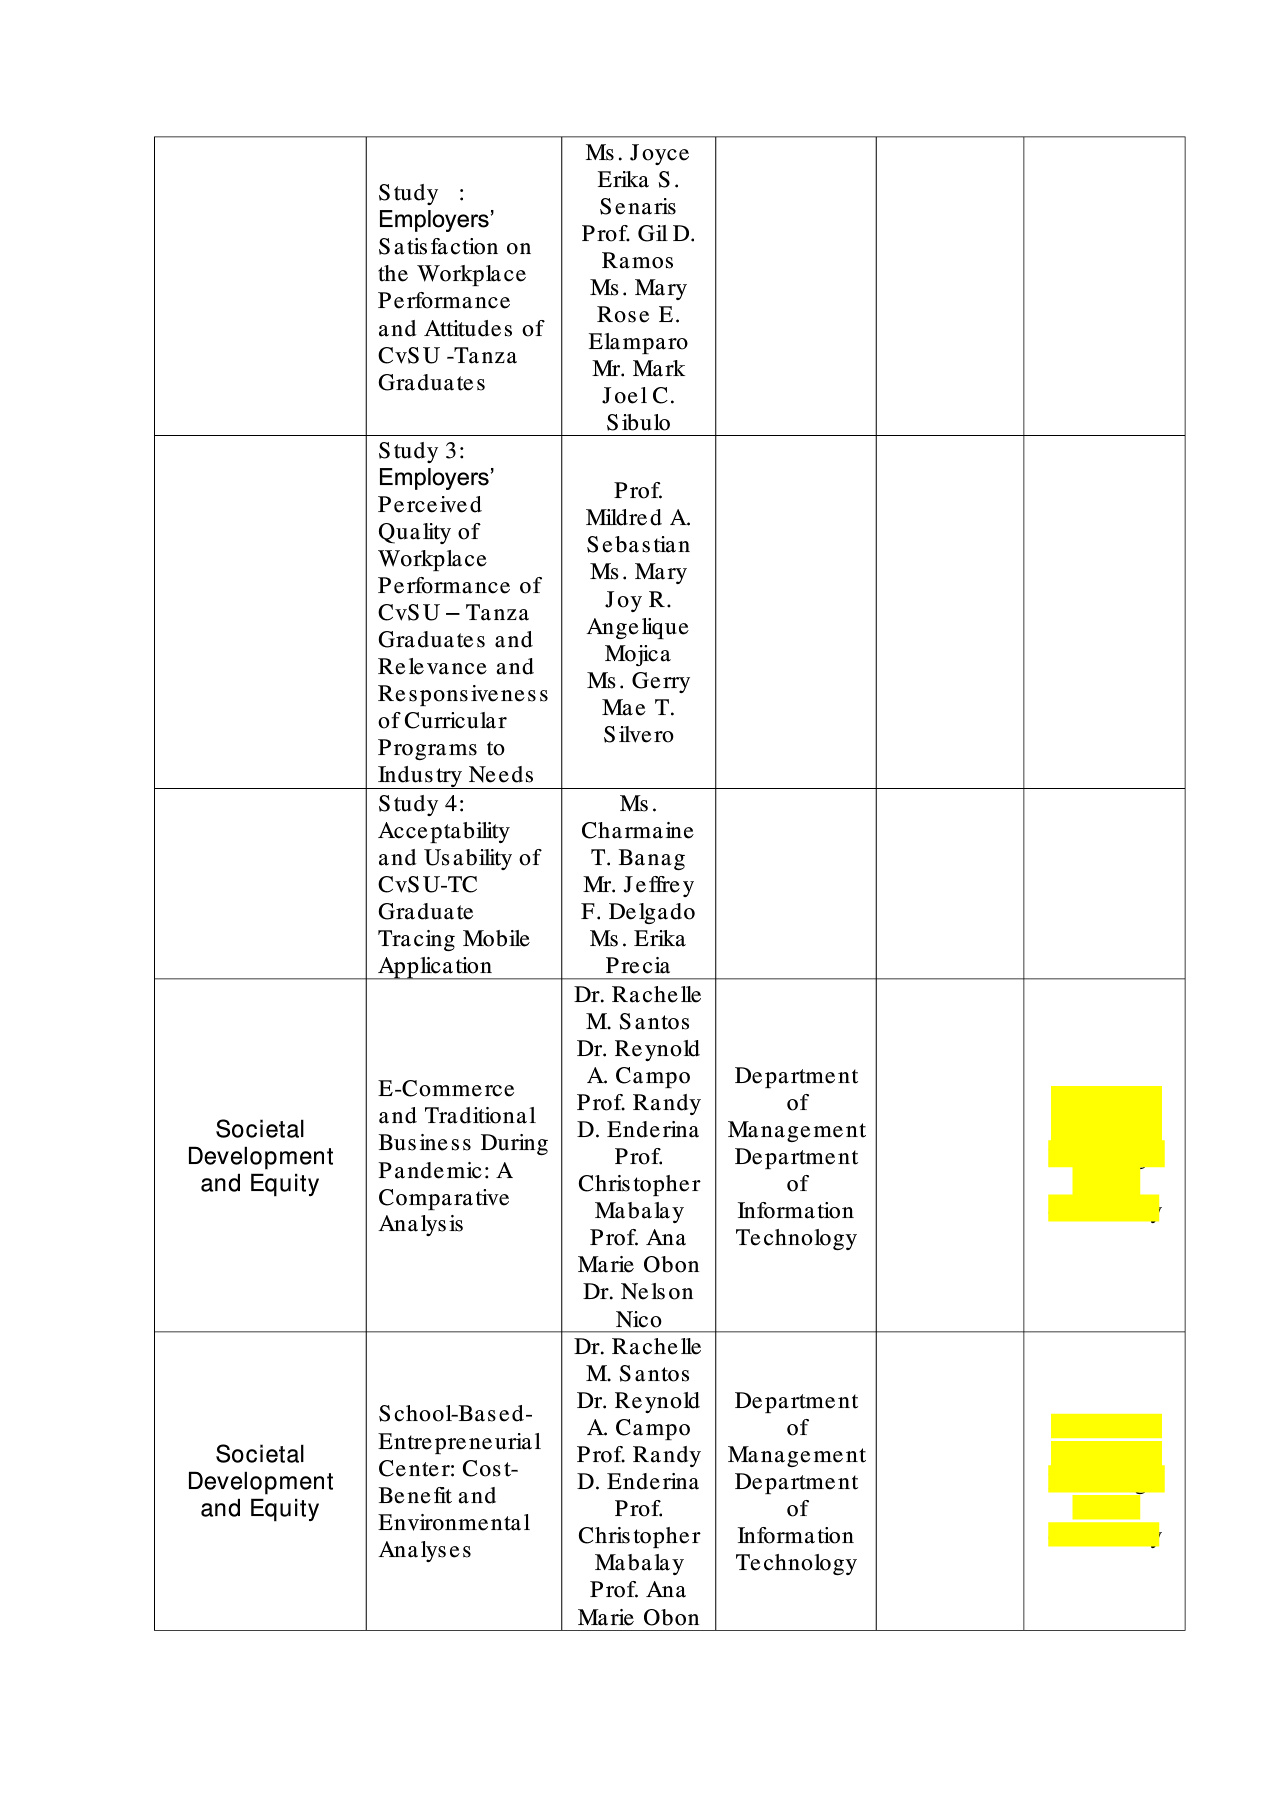 Study :
Employers’
Satisfaction on
the Workplace
Performance
and Attitudes of
CvSU -Tanza
Graduates
Ms. Joyce
Erika S.
Senaris
Prof. Gil D.
Ramos
Ms. Mary
Rose E.
Elamparo
Mr. Mark
Joel C.
Sibulo
Study 3:
Employers’
Perceived
Quality of
Workplace
Performance of
CvSU – Tanza
Graduates and
Relevance and
Responsiveness
of Curricular
Programs to
Industry Needs
Prof.
Mildred A.
Sebastian
Ms. Mary
Joy R.
Angelique
Mojica
Ms. Gerry
Mae T.
Silvero
Study 4:
Acceptability
and Usability of
CvSU-TC
Graduate
Tracing Mobile
Application
Ms.
Charmaine
T. Banag
Mr. Jeffrey
F. Delgado
Ms. Erika
Precia
Societal
Development
and Equity
E-Commerce
and Traditional
Business During
Pandemic: A
Comparative
Analysis
Dr. Rachelle
M. Santos
Dr. Reynold
A. Campo
Prof. Randy
D. Enderina
Prof.
Christopher
Mabalay
Prof. Ana
Marie Obon
Dr. Nelson
Nico
Department
of
Management
Department
of
Information
Technology
Societal
Development
and Equity
School-Based-
Entrepreneurial
Center: Cost-
Benefit and
Environmental
Analyses
Dr. Rachelle
M. Santos
Dr. Reynold
A. Campo
Prof. Randy
D. Enderina
Prof.
Christopher
Mabalay
Prof. Ana
Marie Obon
Department
of
Management
Department
of
Information
Technology